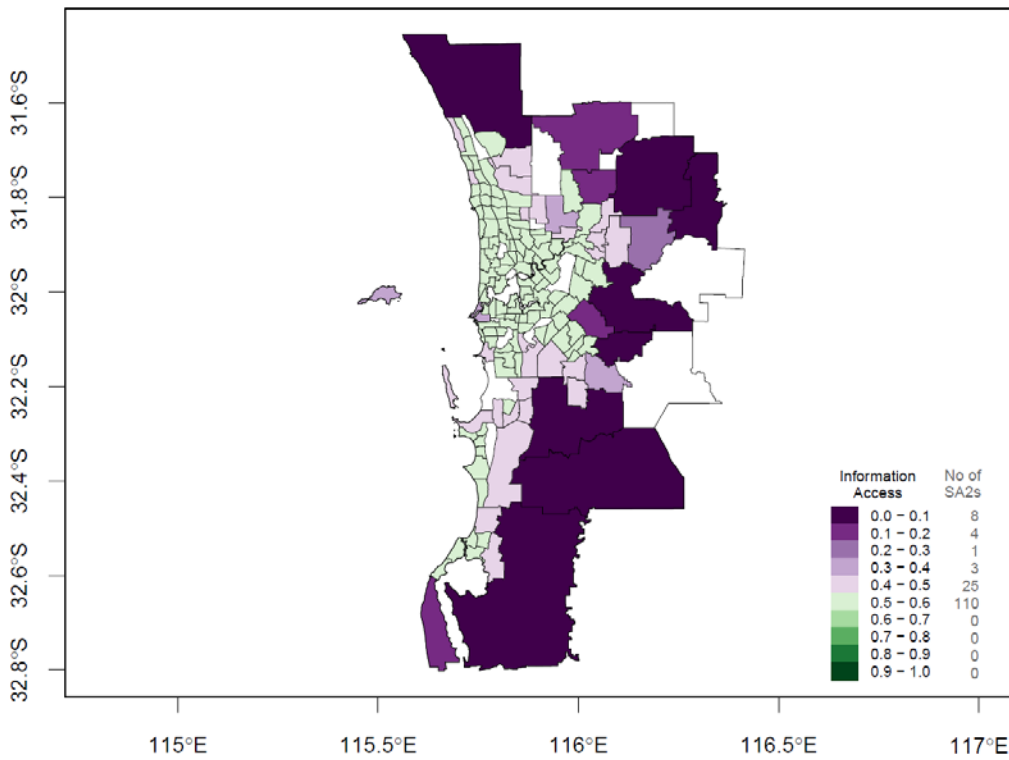 31.6°S
31.8°S
32°S
32.2°S
32.4°S
32.6°S
32.8°S
Information Access No of SA2s
0.0 − 0.1 8
0.1 − 0.2 4
0.2 − 0.3 1
0.3 − 0.4 3
0.4 − 0.5 25
0.5 − 0.6 110
0.6 − 0.7 0
0.7 − 0.8 0
0.8 − 0.9 0
0.9 − 1.0 0
115°E 115.5°E 116°E 116.5°E 117°E